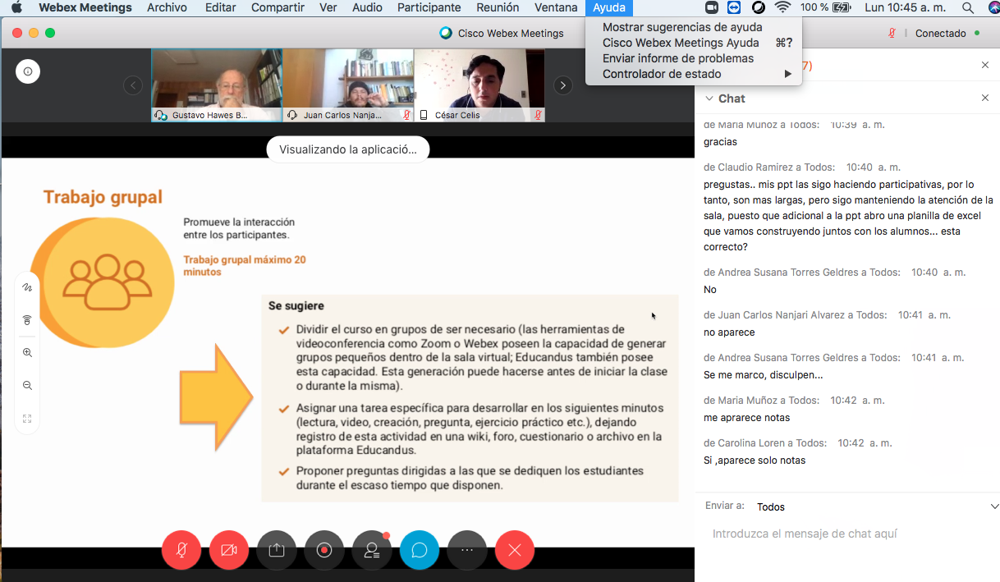 Webex Meetings Archivo Editar Compartir Ver Audio Participante Reunión Ventana Ayuda 100 % Lun 10:45 a. m.
Cisco Webex Meetings
Conectado
Mostrar sugerencias de ayuda
Cisco Webex Meetings Ayuda ⌘?
Enviar informe de problemas
Controlador de estado
7)
Gustavo Hawes B...
Juan Carlos Nanja...
César Celis
Visualizando la aplicació...
Trabajo grupal
Promueve la interacción
entre los participantes.
Trabajo grupal máximo 20
minutos
Se sugiere
Dividir el curso en grupos de ser necesario (las herramientas de
videoconferencia como Zoom o Webex poseen la capacidad de generar
grupos pequeños dentro de la sala virtual; Educandus también posee
esta capacidad. Esta generación puede hacerse antes de iniciar la clase
o durante la misma).
Asignar una tarea específica para desarrollar en los siguientes minutos
(lectura, video, creación, pregunta, ejercicio práctico etc.), dejando
registro de esta actividad en una wiki, foro, cuestionario o archivo en la
plataforma Educandus.
Proponer preguntas dirigidas a las que se dediquen los estudiantes
durante el escaso tiempo que disponen.
Chat
de Maria Muñoz a Todos: 10:39 a. m.
gracias
de Claudio Ramirez a Todos: 10:40 a. m.
pregustas.. mis ppt las sigo haciendo participativas, por lo
tanto, son mas largas, pero sigo manteniendo la atención de la
sala, puesto que adicional a la ppt abro una planilla de excel
que vamos construyendo juntos con los alumnos... esta
correcto?
de Andrea Susana Torres Geldres a Todos: 10:40 a. m.
No
de Juan Carlos Nanjari Alvarez a Todos: 10:41 a. m.
no aparece
de Andrea Susana Torres Geldres a Todos: 10:41 a. m.
Se me marco, disculpen...
de Maria Muñoz a Todos: 10:42 a. m.
me aprarece notas
de Carolina Loren a Todos: 10:42 a. m.
Si ,aparece solo notas
Enviar a: Todos
Introduzca el mensaje de chat aquí